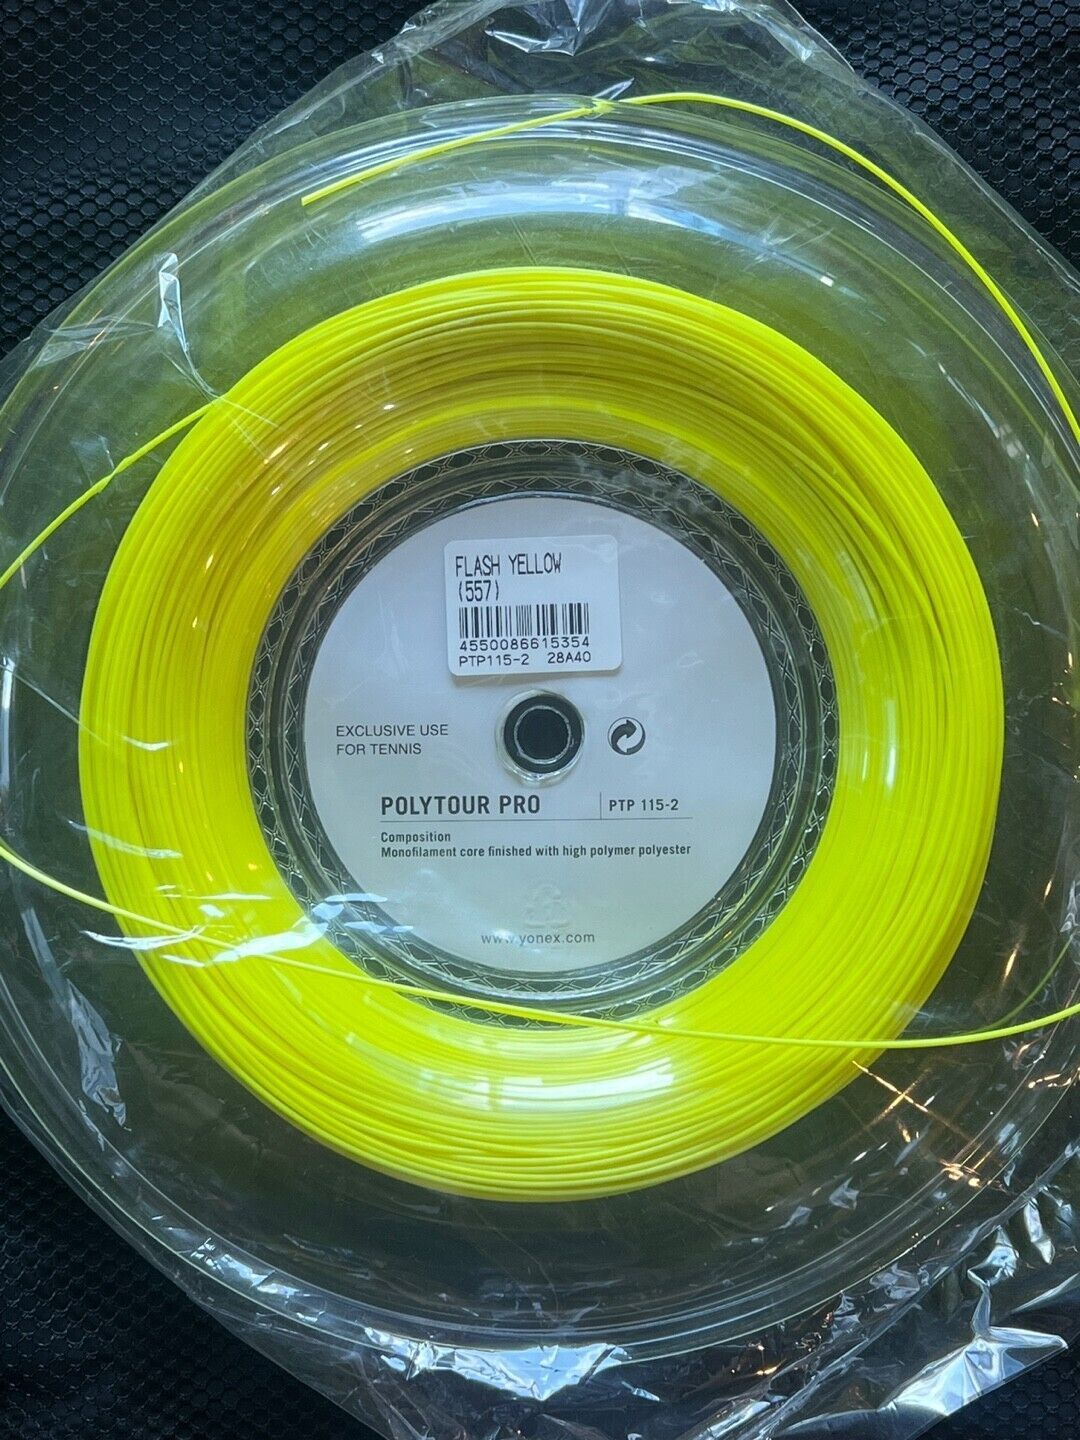 FLASH YELLOW
(557)
4550086615354
PTP115-2 28A40
EXCLUSIVE USE
FOR TENNIS
POLYTOUR PRO PTP 115-2
Composition
Monofilament core finished with high polymer polyester
www.yonex.com